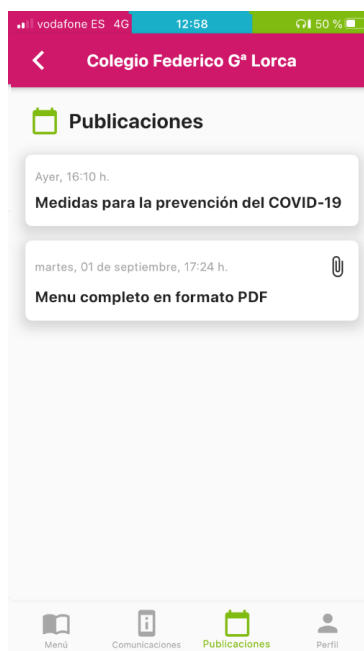 vodafone ES 4G 12:58 50 %
Colegio Federico Gª Lorca
Publicaciones
Ayer, 16:10 h.
Medidas para la prevención del COVID-19
martes, 01 de septiembre, 17:24 h.
Menu completo en formato PDF
Menú Comunicaciones Publicaciones Perfil